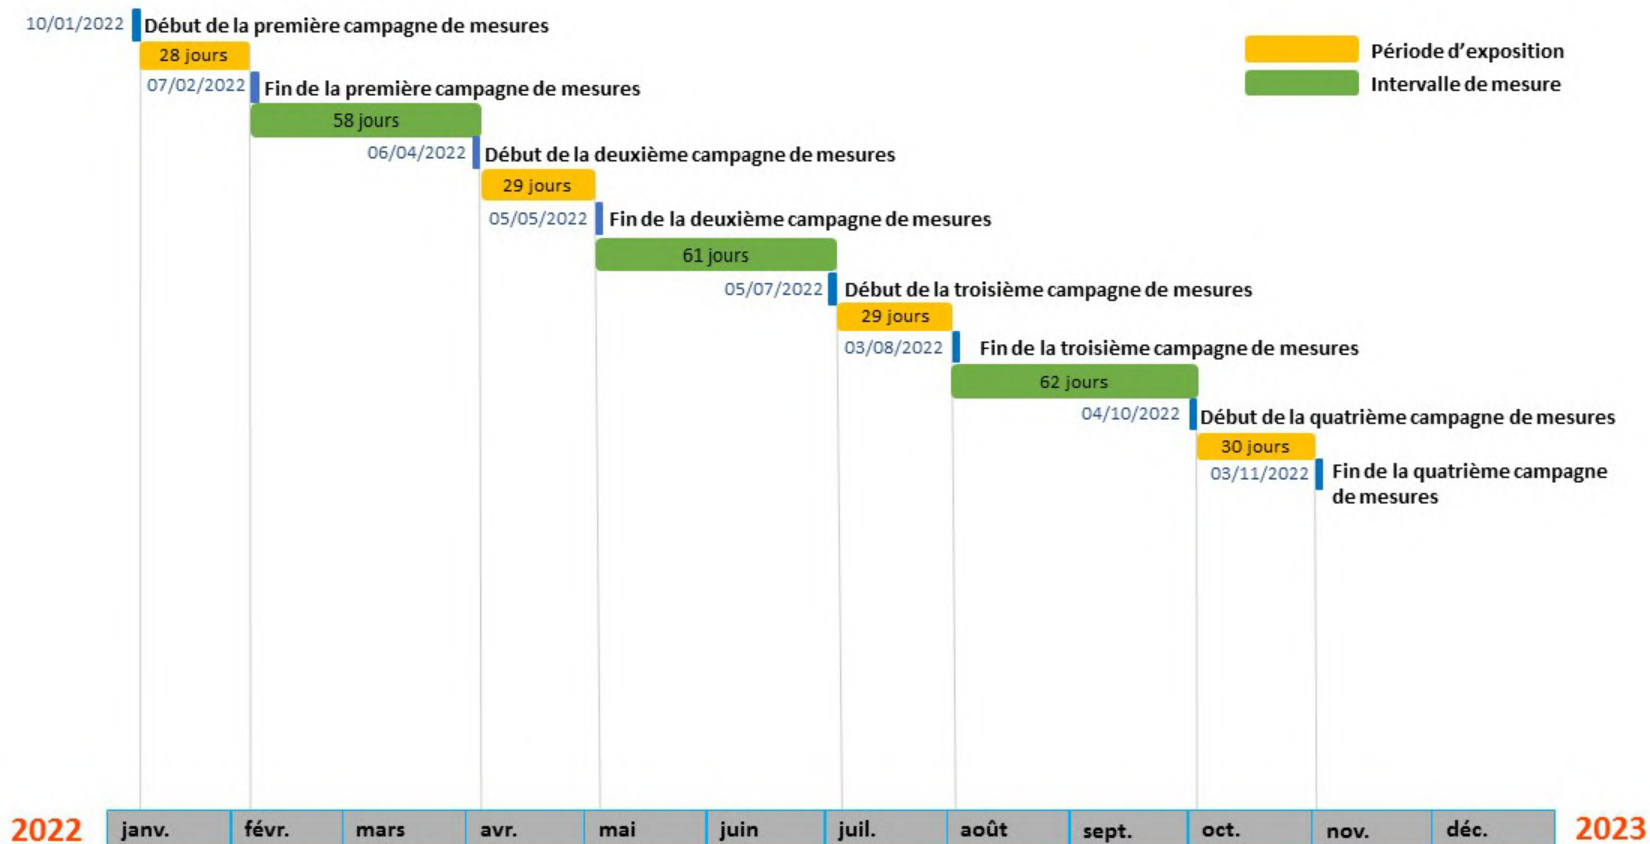 10/01/2022 Début de la première campagne de mesures
28 jours
Période d'exposition
07/02/2022 Fin de la première campagne de mesures
Intervalle de mesure
58 jours
06/04/2022 Début de la deuxième campagne de mesures
29 jours
05/05/2022 Fin de la deuxième campagne de mesures
61 jours
05/07/2022 Début de la troisième campagne de mesures
29 jours
03/08/2022 Fin de la troisième campagne de mesures
62 jours
04/10/2022 Début de la quatrième campagne de mesures
30 jours
03/11/2022 Fin de la quatrième campagne
de mesures
2022 janv. févr. mars avr. mai juin juil. août sept. oct. nov. déc. 2023